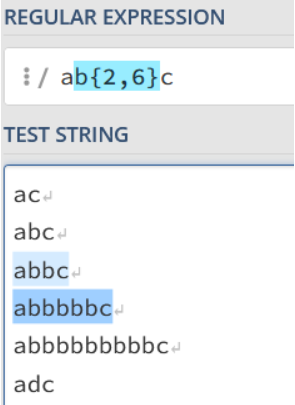 REGULAR EXPRESSION
⋮/ ab{2,6}c
TEST STRING
ac↵
abc↵
abbc↵
abbbbbc↵
abbbbbbbbbc↵
adc